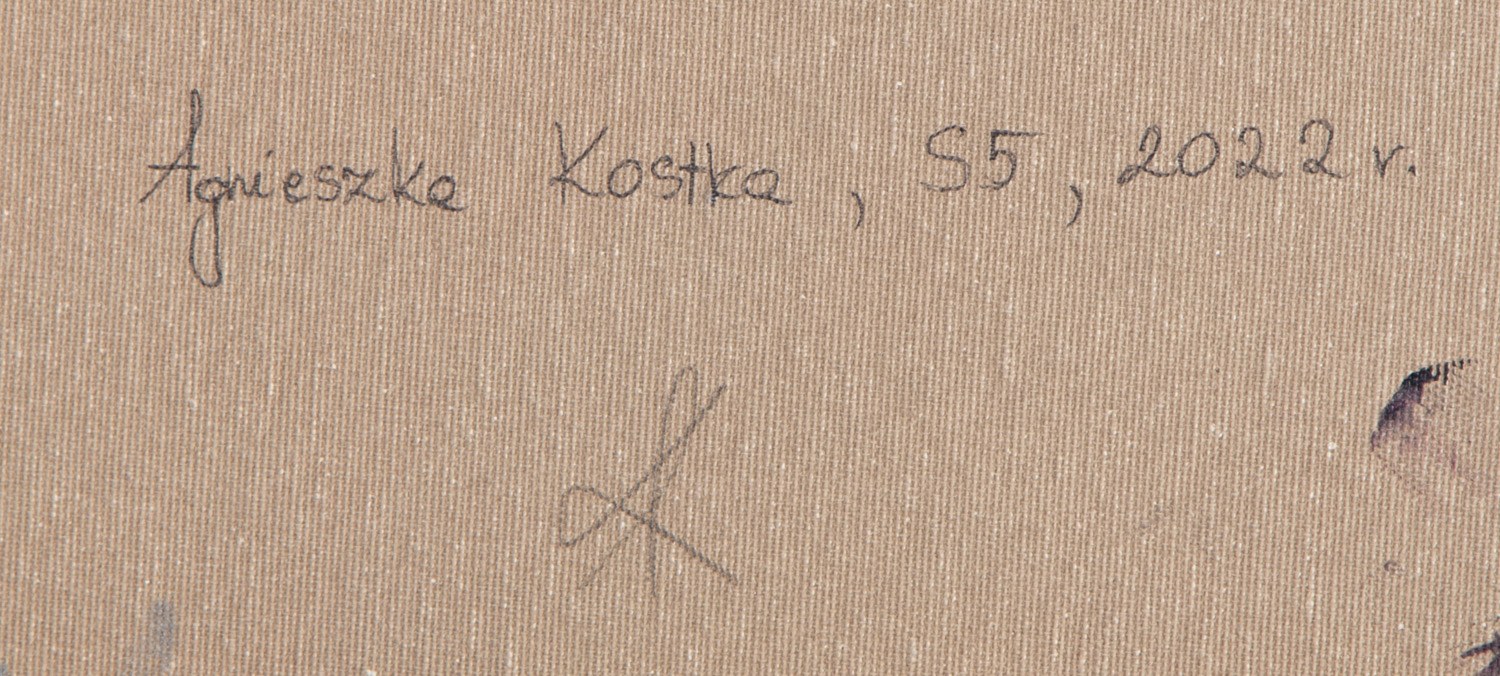 Agnieszka Kostka, S5, 2022 r.